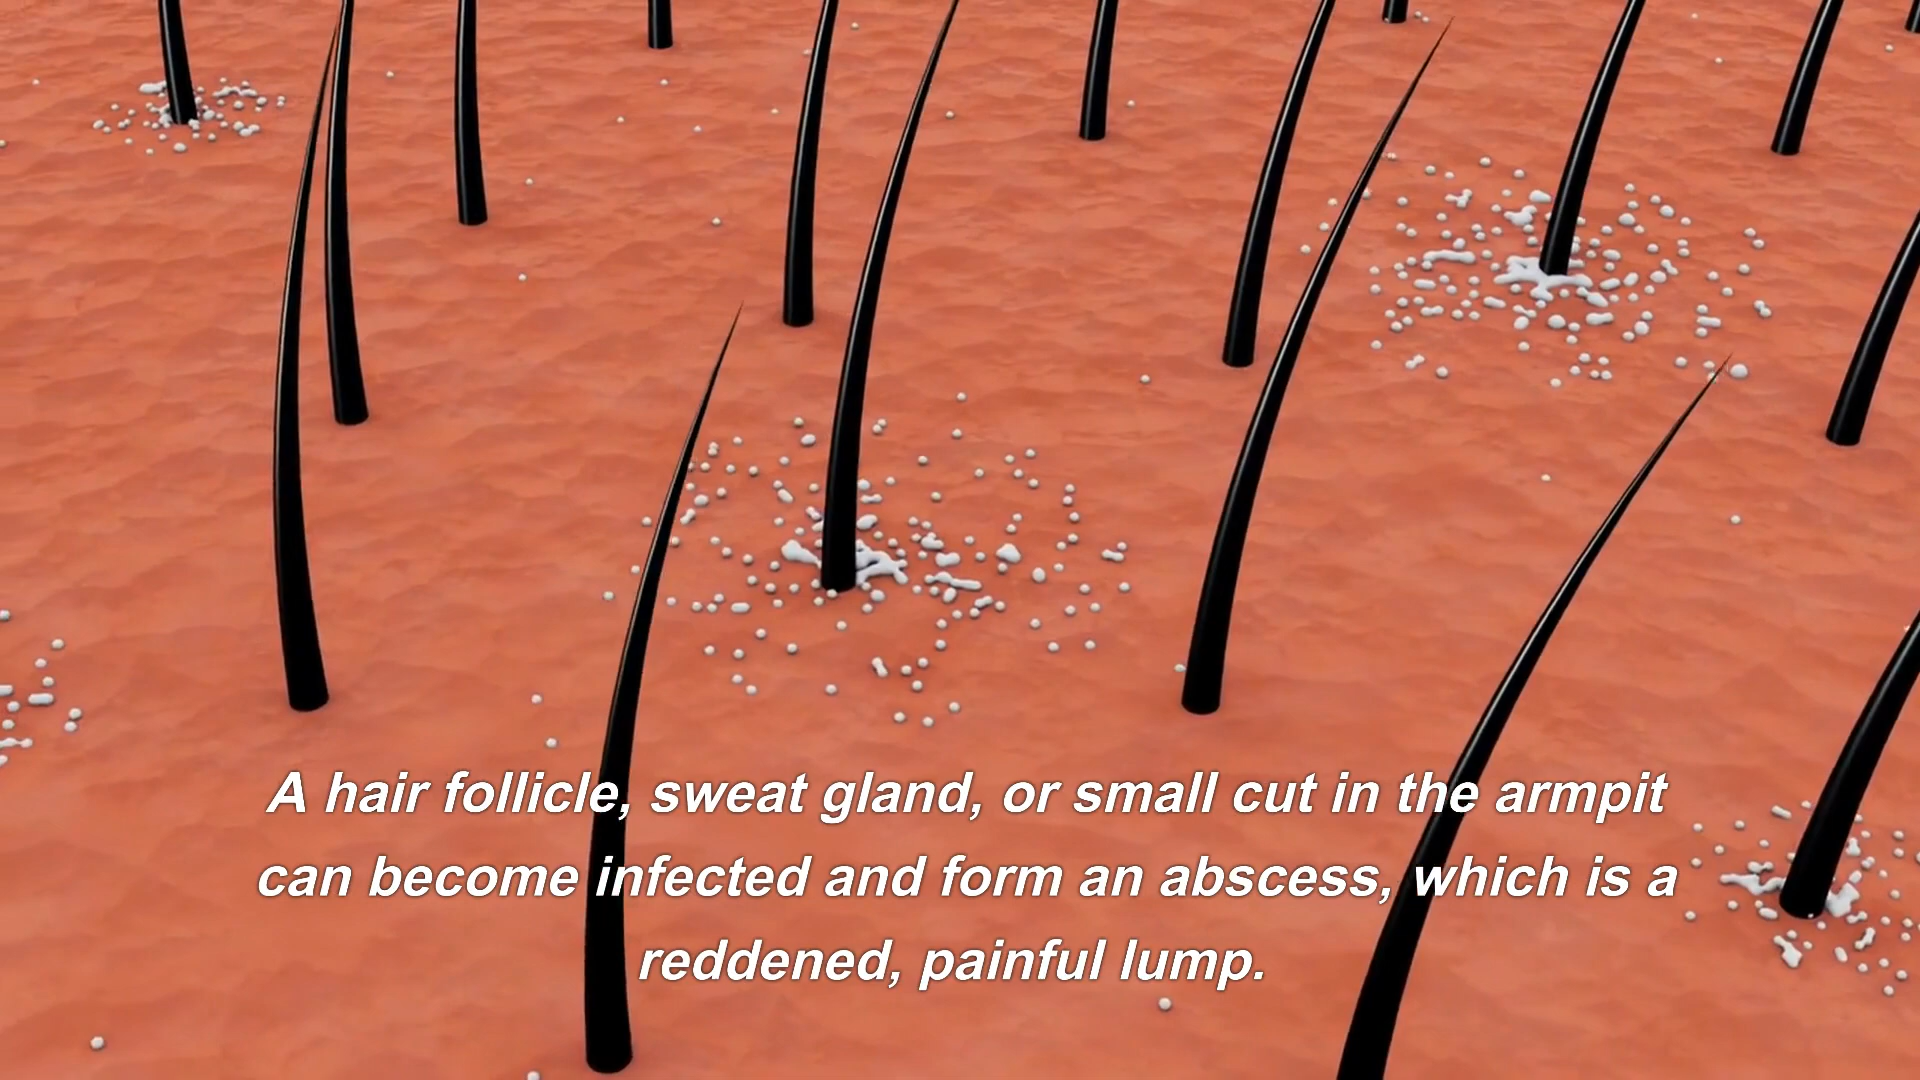 A hair follicle, sweat gland, or small cut in the armpit
can become infected and form an abscess, which is a
reddened, painful lump.